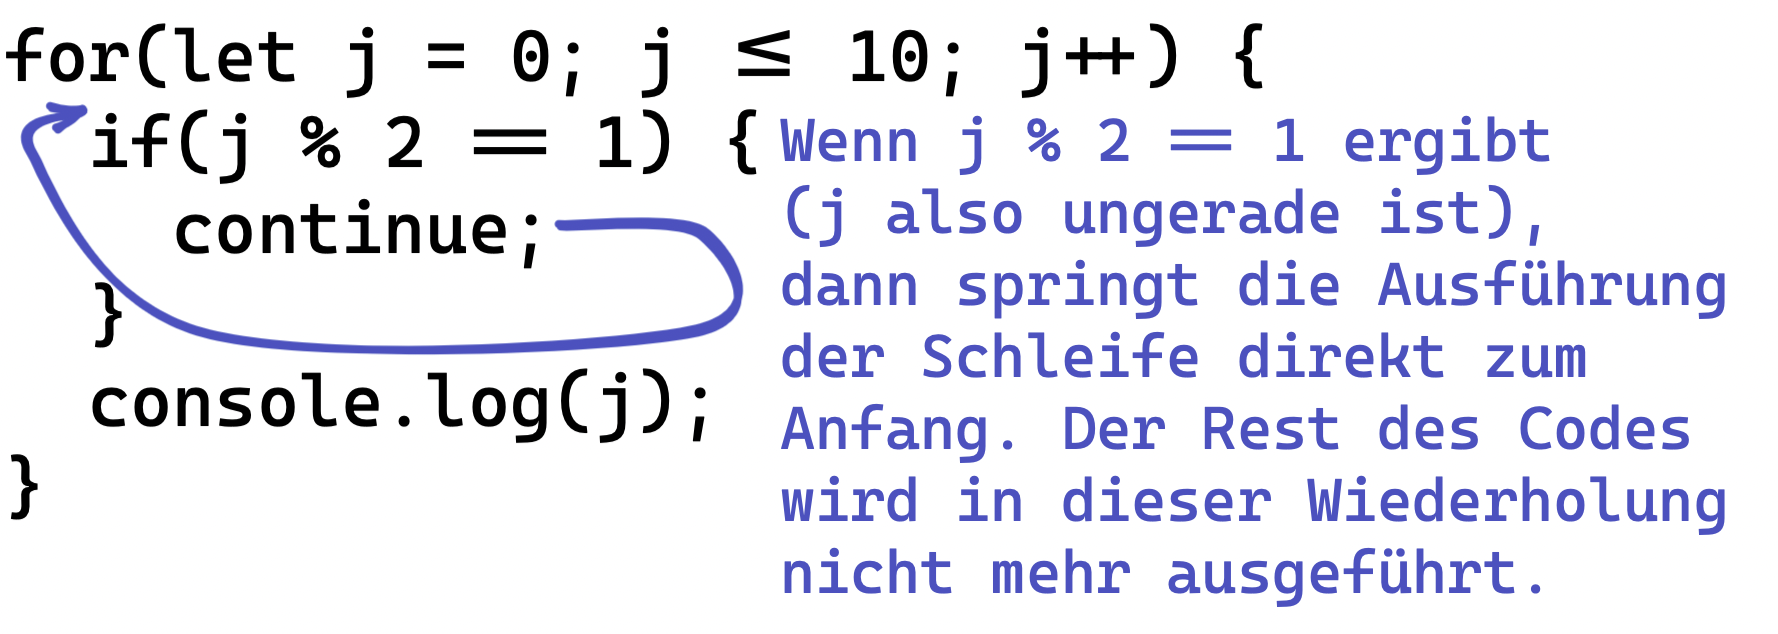 for(let j = 0; j <= 10; j++) {
if(j % 2 == 1) {
continue;
}
console.log(j);
}
Wenn j % 2 == 1 ergibt
(j also ungerade ist),
dann springt die Ausführung
der Schleife direkt zum
Anfang. Der Rest des Codes
wird in dieser Wiederholung
nicht mehr ausgeführt.